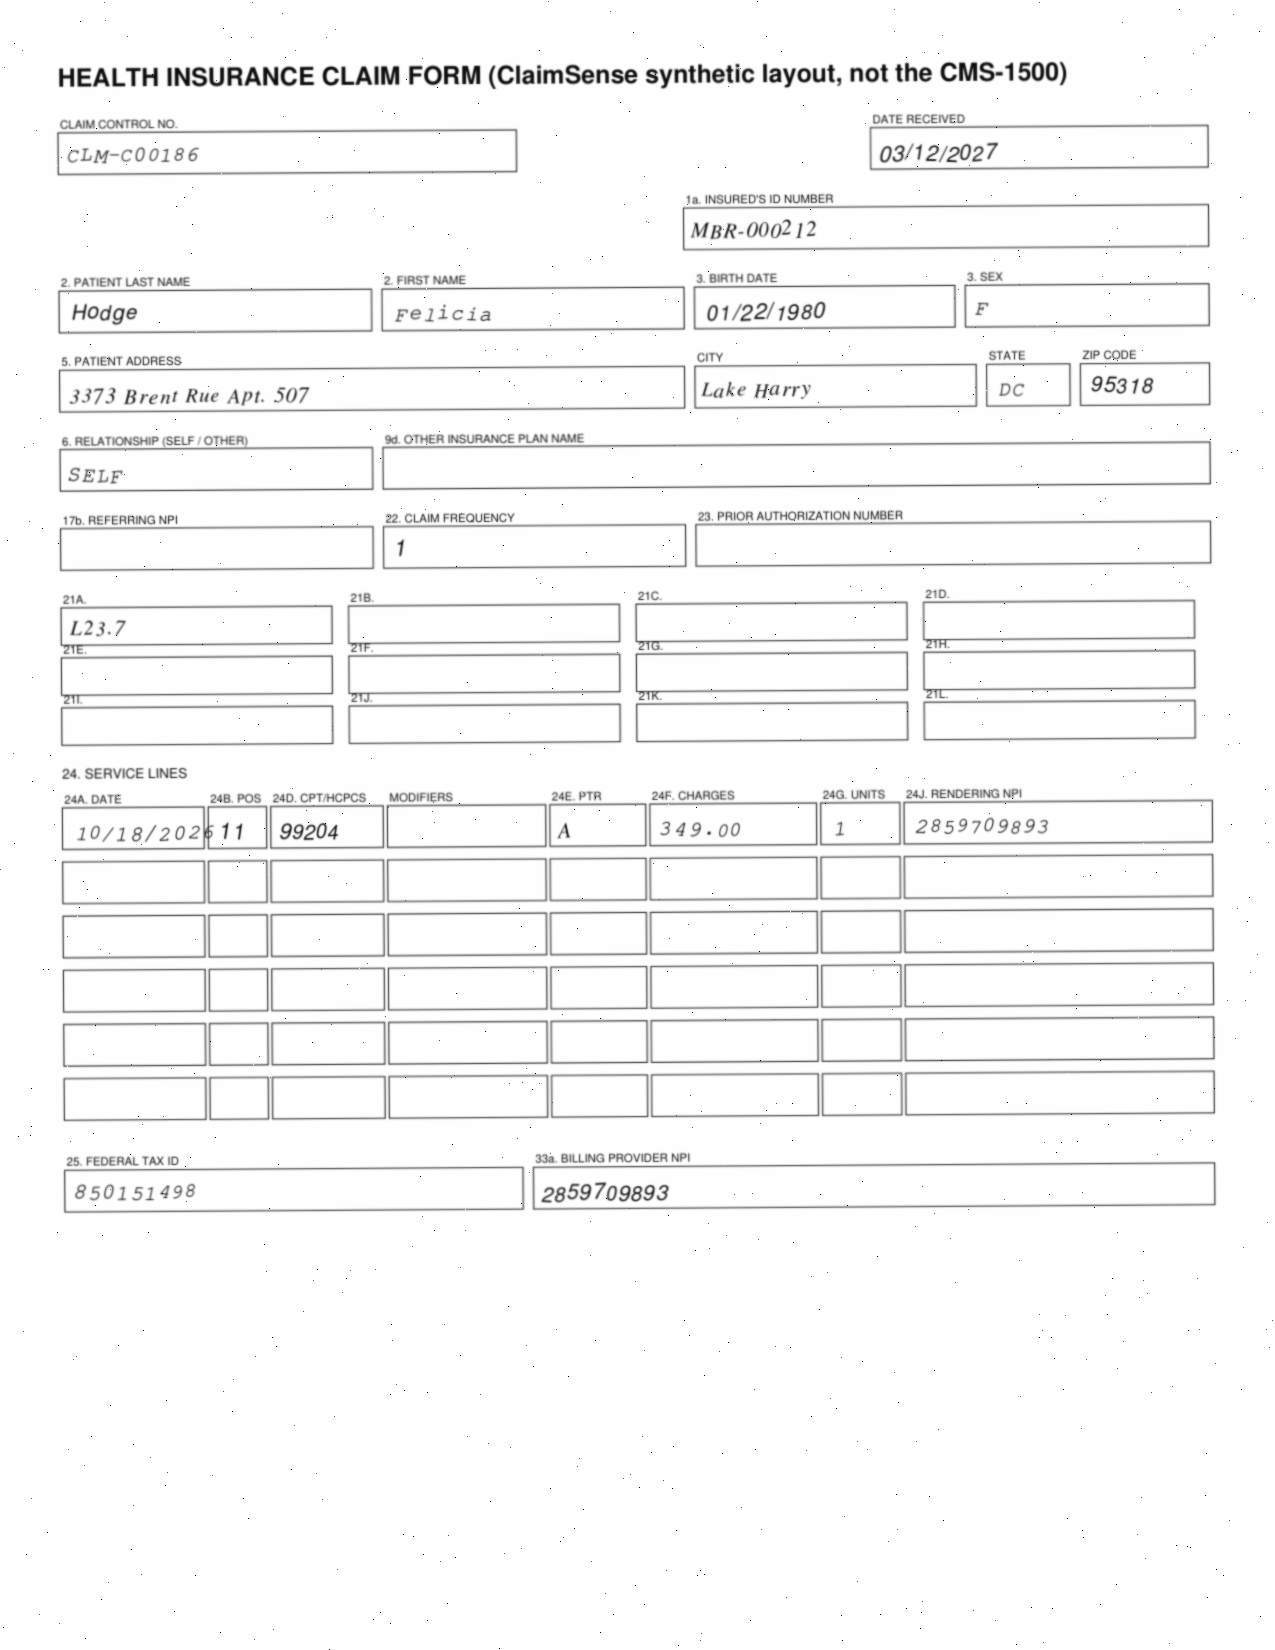 HEALTH INSURANCE CLAIM FORM (ClaimSense synthetic layout, not the CMS-1500)
CLAIM CONTROL NO.
CLM-C00186
DATE RECEIVED
03/12/2027
1a. INSURED'S ID NUMBER
MBR-000212
2. PATIENT LAST NAME
Hodge
2. FIRST NAME
Felicia
3. BIRTH DATE
01/22/1980
3. SEX
F
5. PATIENT ADDRESS
3373 Brent Rue Apt. 507
CITY
Lake Harry
STATE
DC
ZIP CODE
95318
6. RELATIONSHIP (SELF / OTHER)
SELF
9d. OTHER INSURANCE PLAN NAME
17b. REFERRING NPI
22. CLAIM FREQUENCY
1
23. PRIOR AUTHORIZATION NUMBER
21A.
L23.7
21B.
21C.
21D.
21E.
21F.
21G.
21H.
21I.
21J.
21K.
21L.
24. SERVICE LINES
24A. DATE 24B. POS 24D. CPT/HCPCS MODIFIERS 24E. PTR 24F. CHARGES 24G. UNITS 24J. RENDERING NPI
10/18/2026 11 99204 A 349.00 1 2859709893
25. FEDERAL TAX ID
850151498
33a. BILLING PROVIDER NPI
2859709893